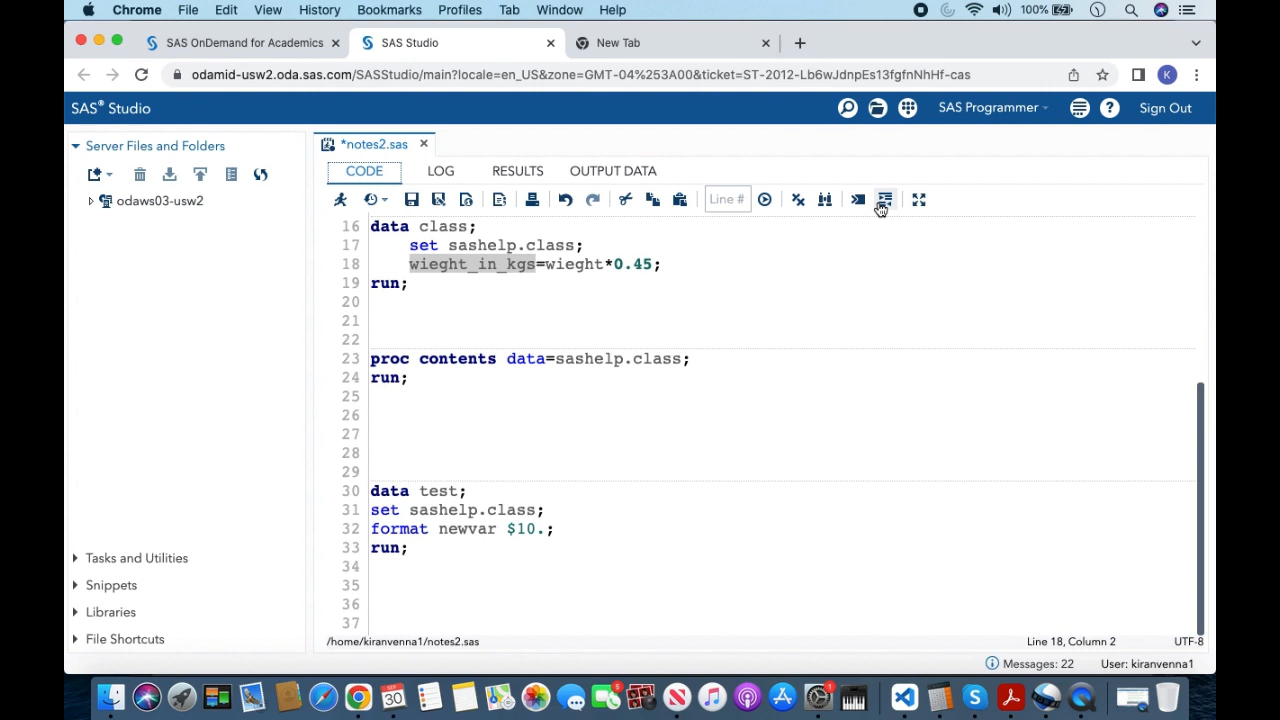 Chrome File Edit View History Bookmarks Profiles Tab Window Help 100%
SAS OnDemand for Academics SAS Studio New Tab
odamid-usw2.oda.sas.com/SASStudio/main?locale=en_US&zone=GMT-04%253A00&ticket=ST-2012-Lb6wJdnpEs13fgfnNhHf-cas K
SAS® Studio SAS Programmer Sign Out
Server Files and Folders *notes2.sas
CODE LOG RESULTS OUTPUT DATA
Line #
odaws03-usw2
16 data class;
17 set sashelp.class;
18 wieght_in_kgs=wieght*0.45;
19 run;
20
21
22
23 proc contents data=sashelp.class;
24 run;
25
26
27
28
29
30 data test;
31 set sashelp.class;
32 format newvar $10.;
33 run;
34
35
36
37
Tasks and Utilities
Snippets
Libraries
File Shortcuts
/home/kiranvenna1/notes2.sas Line 18, Column 2 UTF-8
Messages: 22 User: kiranvenna1